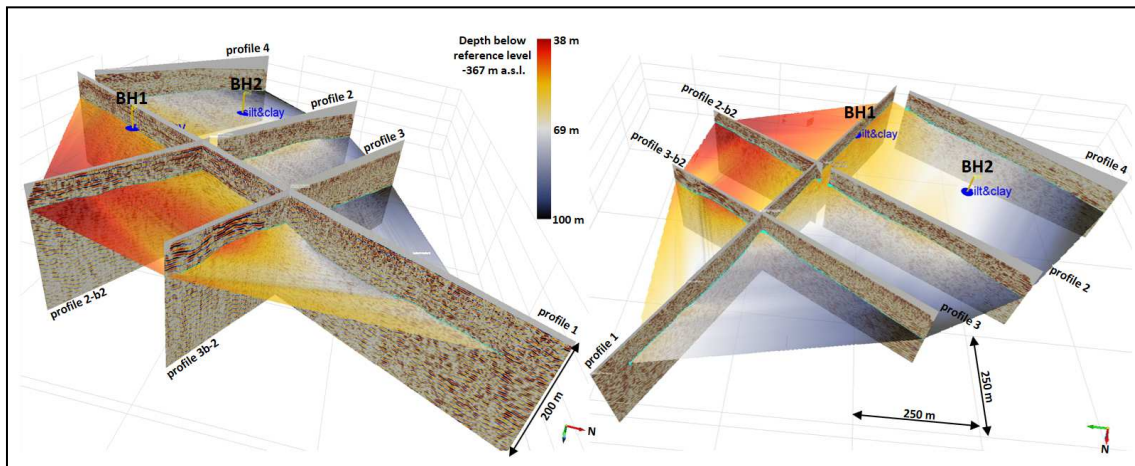 profile 4
BH2
BH1
ilt&clay
profile 2
profile 3
profile 2-b2
profile 3b-2
profile 1
200 m
N
Depth below
reference level
-367 m a.s.l.
38 m
69 m
100 m
profile 2-b2
BH1
ilt&clay
profile 3-b2
BH2
ilt&clay
profile 4
profile 2
profile 3
profile 1
250 m
250 m
N